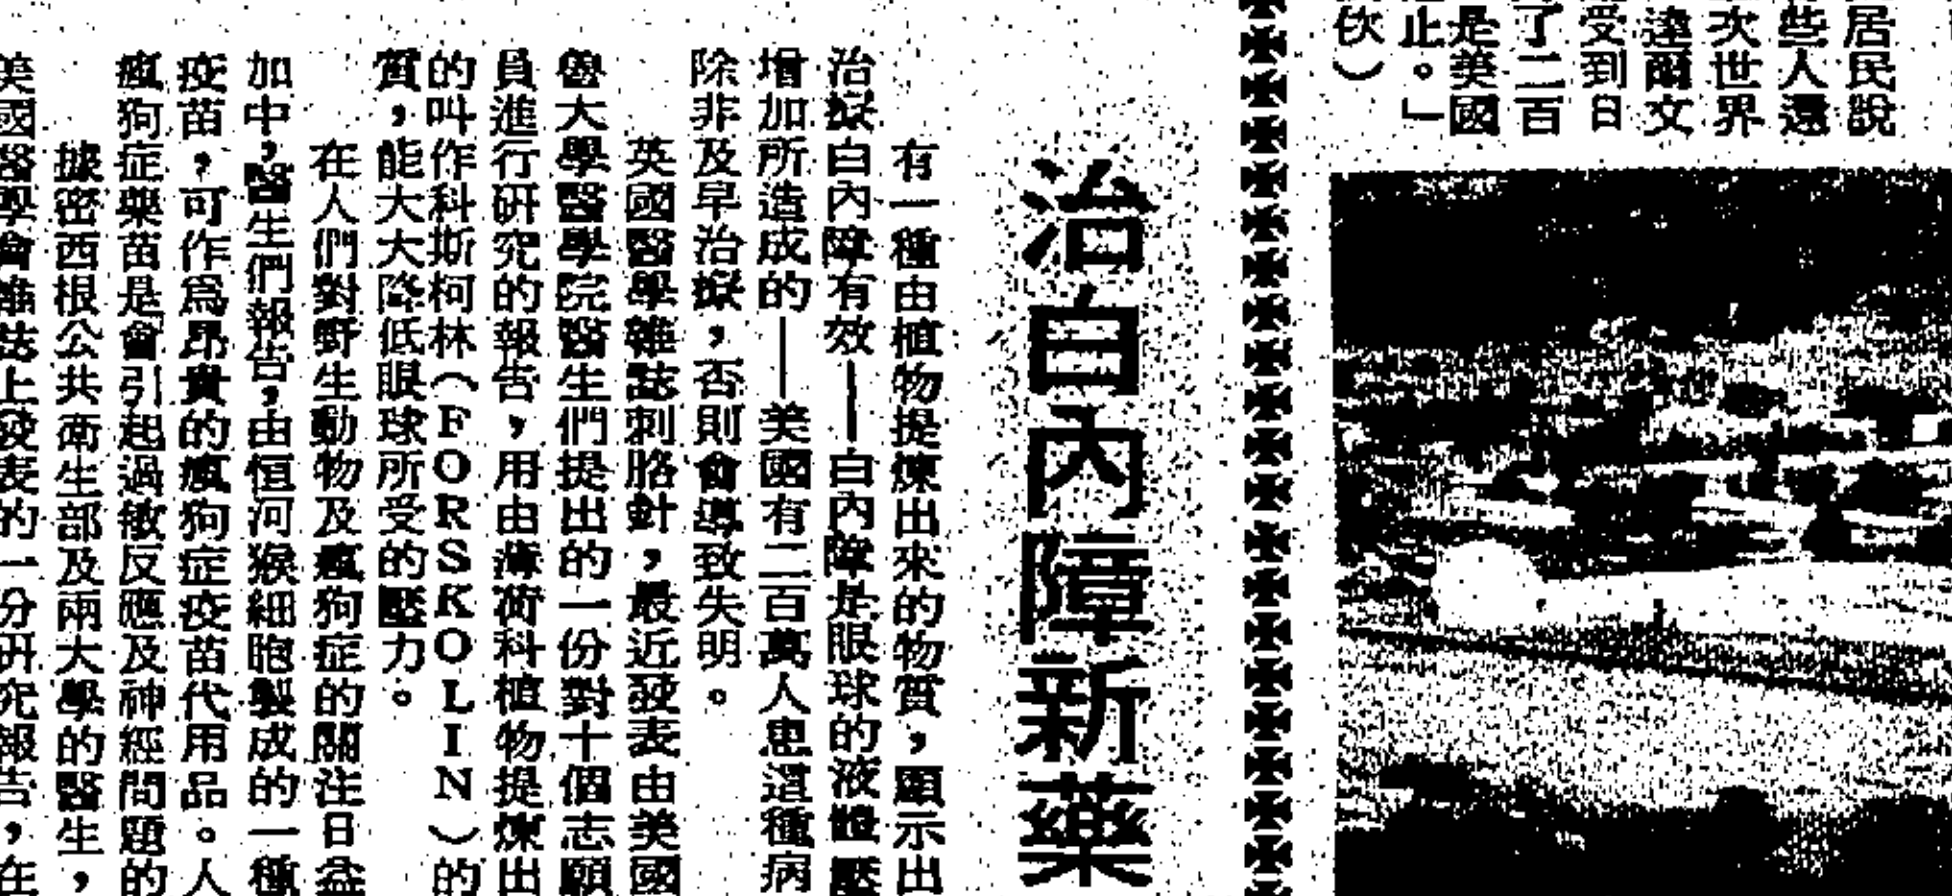 居民說
些人還
次世界
達爾文
受到日
了二百
是美國
止。」
伙）
治白內障新藥
有一種由植物提煉出來的物質，顯示出
治療白內障有效——白內障是眼球的液體壓
增加所造成的——美國有二百萬人患這種病
除非及早治療，否則會導致失明。
英國醫學雜誌刺胳針，最近發表由美國
魯大學醫學院醫生們提出的一份對十個志願
員進行研究的報告，用由薄荷科植物提煉出
的叫作科斯柯林（FORSKOLIN）的
質，能大大降低眼球所受的壓力。
在人們對野生動物及瘋狗症的關注日益
加中，醫生們報告，由恒河猴細胞製成的一種
疫苗，可作爲昂貴的瘋狗症疫苗代用品。人
瘋狗症藥苗是會引起過敏反應及神經問題的
據密西根公共衛生部及兩大學的醫生，
美國醫學會雜誌上發表的一分研究報告，在